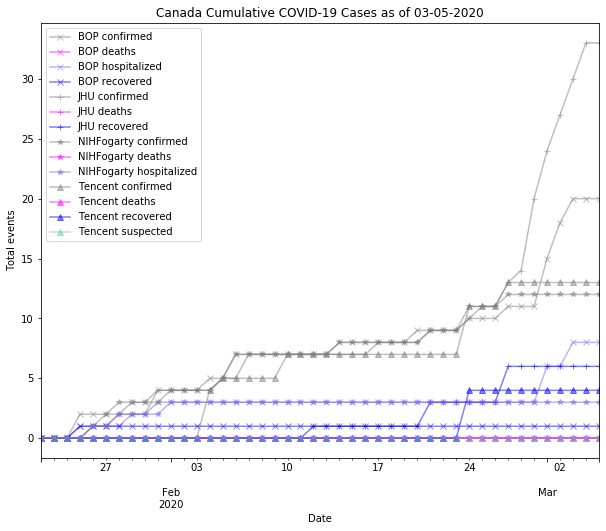 Canada Cumulative COVID-19 Cases as of 03-05-2020
BOP confirmed
BOP deaths
BOP hospitalized
BOP recovered
JHU confirmed
JHU deaths
JHU recovered
NIHFogarty confirmed
NIHFogarty deaths
NIHFogarty hospitalized
Tencent confirmed
Tencent deaths
Tencent recovered
Tencent suspected
Total events
30
25
20
15
10
5
0
27 03 10 17 24 02
Feb Mar
2020
Date